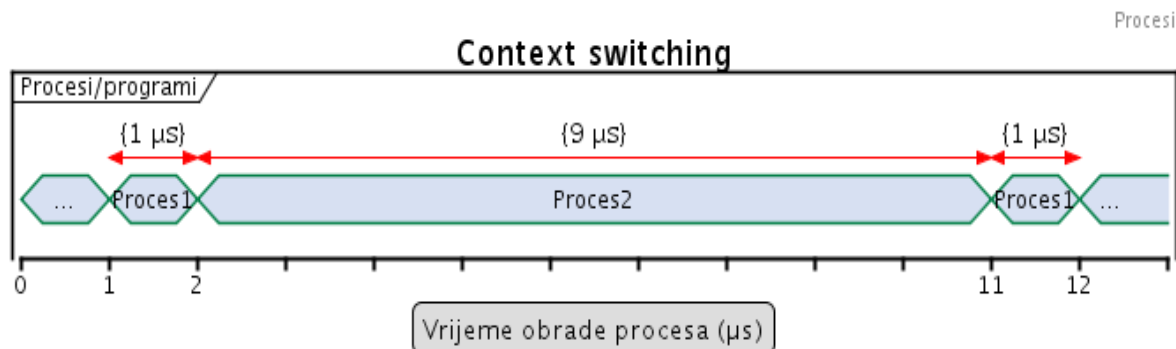 Procesi
Context switching
Procesi/programi
{1 µs} {9 µs} {1 µs}
... Proces1 Proces2 Proces1 ...
0 1 2 11 12
Vrijeme obrade procesa (µs)